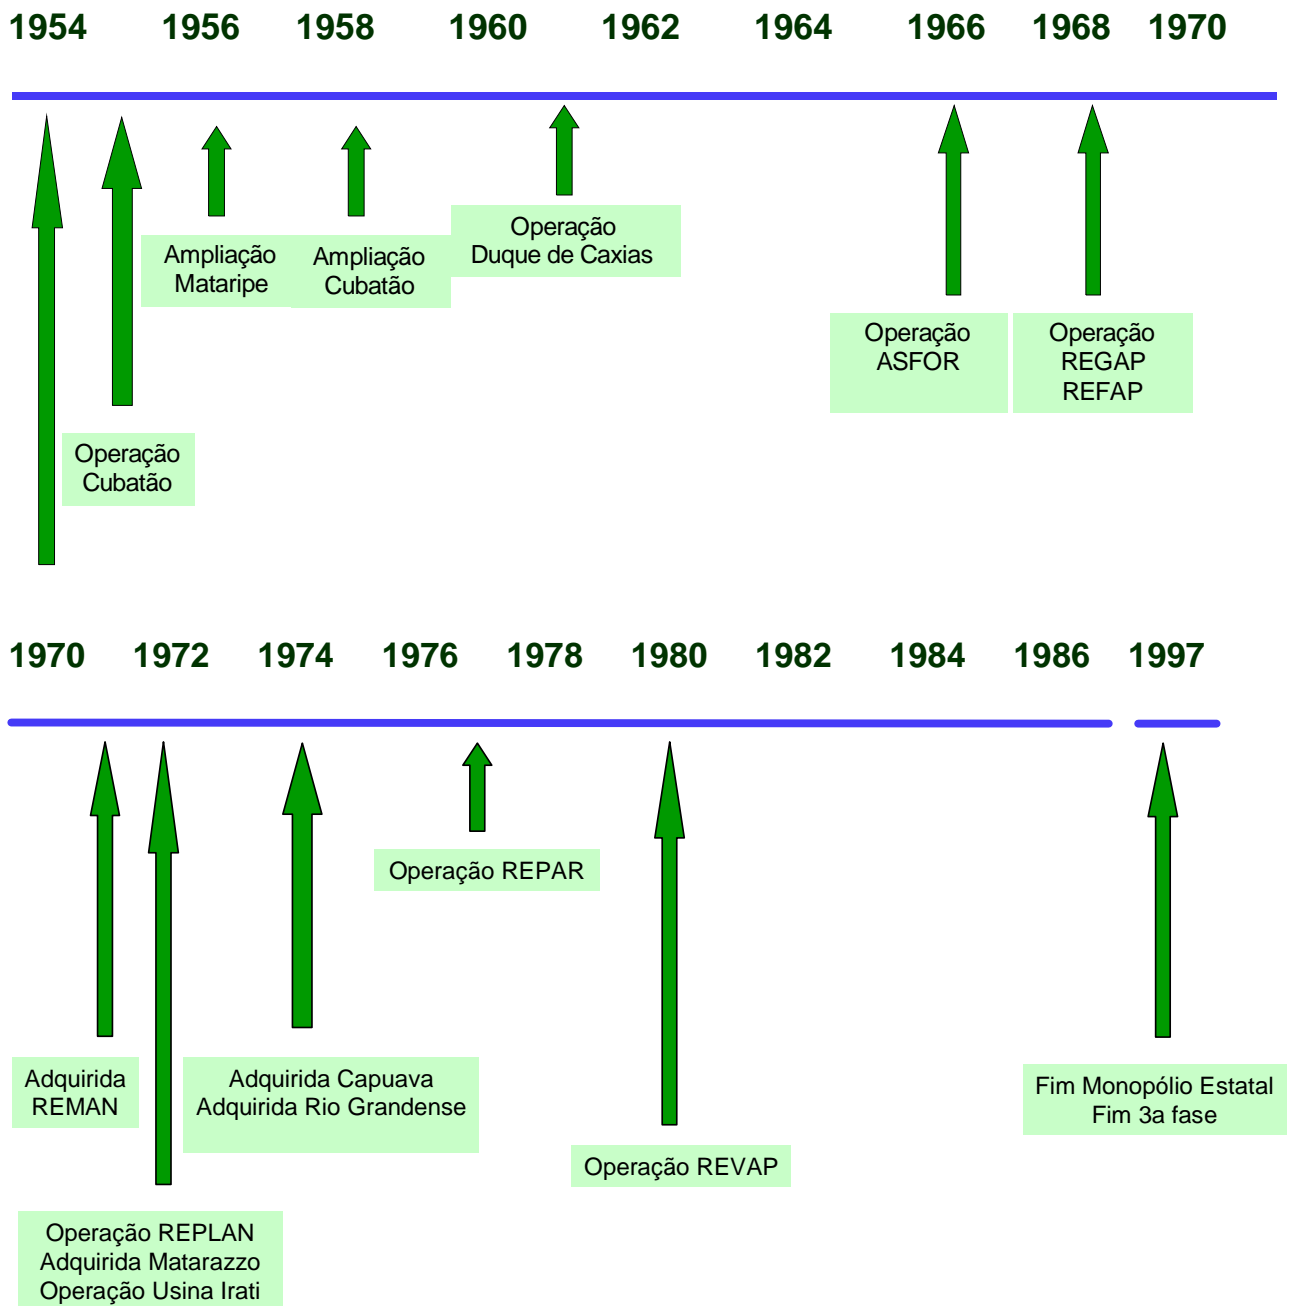 1954 1956 1958 1960 1962 1964 1966 1968 1970
Operação
Duque de Caxias
Ampliação
Mataripe
Ampliação
Cubatão
Operação
ASFOR
Operação
REGAP
REFAP
Operação
Cubatão
1970 1972 1974 1976 1978 1980 1982 1984 1986 1997
Operação REPAR
Adquirida
REMAN
Adquirida Capuava
Adquirida Rio Grandense
Operação REVAP
Fim Monopólio Estatal
Fim 3a fase
Operação REPLAN
Adquirida Matarazzo
Operação Usina Irati